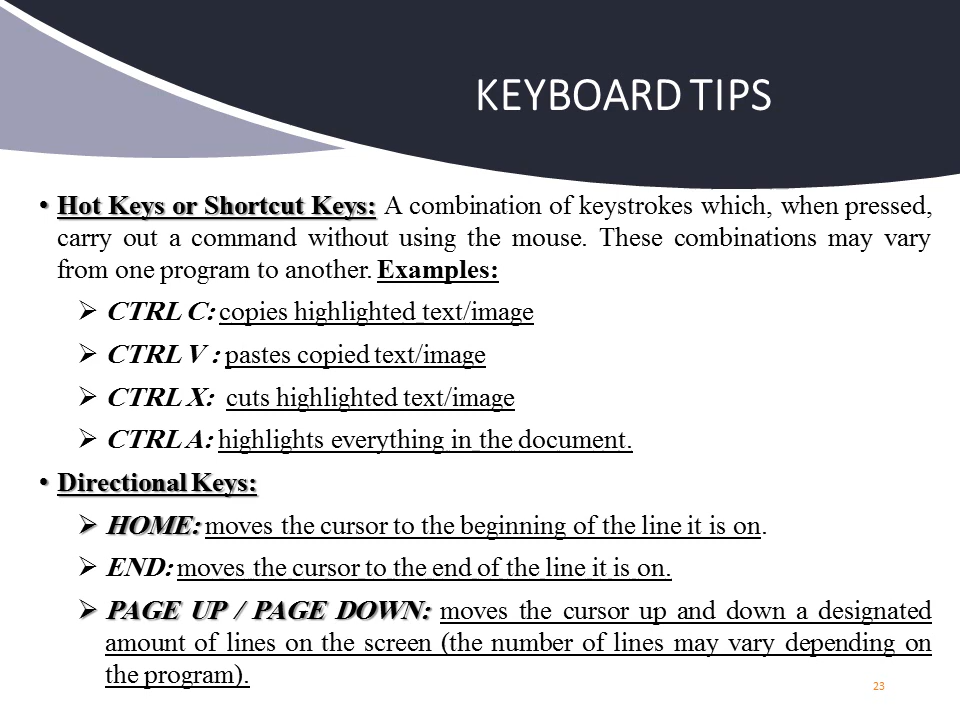 KEYBOARD TIPS
• Hot Keys or Shortcut Keys: A combination of keystrokes which, when pressed,
carry out a command without using the mouse. These combinations may vary
from one program to another. Examples:
➢ CTRL C: copies highlighted text/image
➢ CTRL V : pastes copied text/image
➢ CTRL X: cuts highlighted text/image
➢ CTRL A: highlights everything in the document.
• Directional Keys:
➢ HOME: moves the cursor to the beginning of the line it is on.
➢ END: moves the cursor to the end of the line it is on.
➢ PAGE UP / PAGE DOWN: moves the cursor up and down a designated
amount of lines on the screen (the number of lines may vary depending on
the program).
23